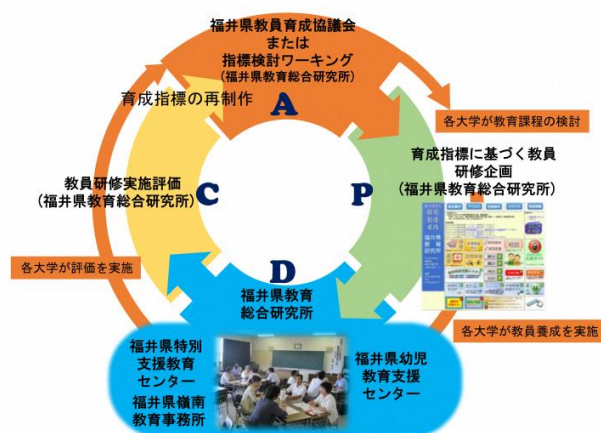 福井県教員育成協議会
または
指標検討ワーキング
(福井県教育総合研究所)
育成指標の再制作
A
各大学が教育課程の検討
育成指標に基づく教員
研修企画
(福井県教育総合研究所)
教員研修実施評価
(福井県教育総合研究所)
C
P
D
各大学が評価を実施
福井県教育
総合研究所
各大学が教員養成を実施
福井県特別
支援教育
センター
福井県嶺南
教育事務所
福井県幼児
教育支援
センター